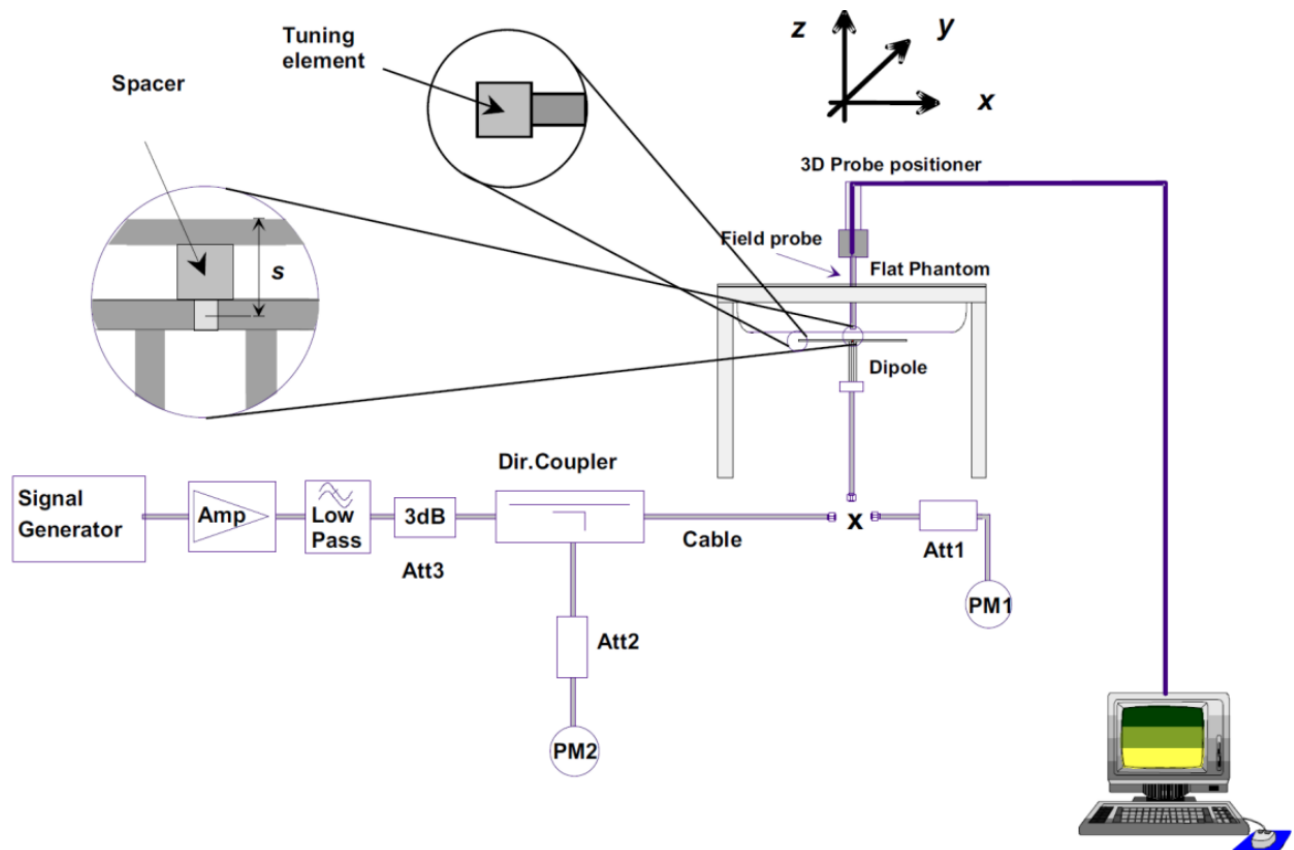 Tuning
element
Spacer
z
y
x
3D Probe positioner
Field probe
Flat Phantom
s
Dipole
Dir.Coupler
Signal
Generator
Amp
Low
Pass
3dB
Att3
Cable
x
Att1
PM1
Att2
PM2